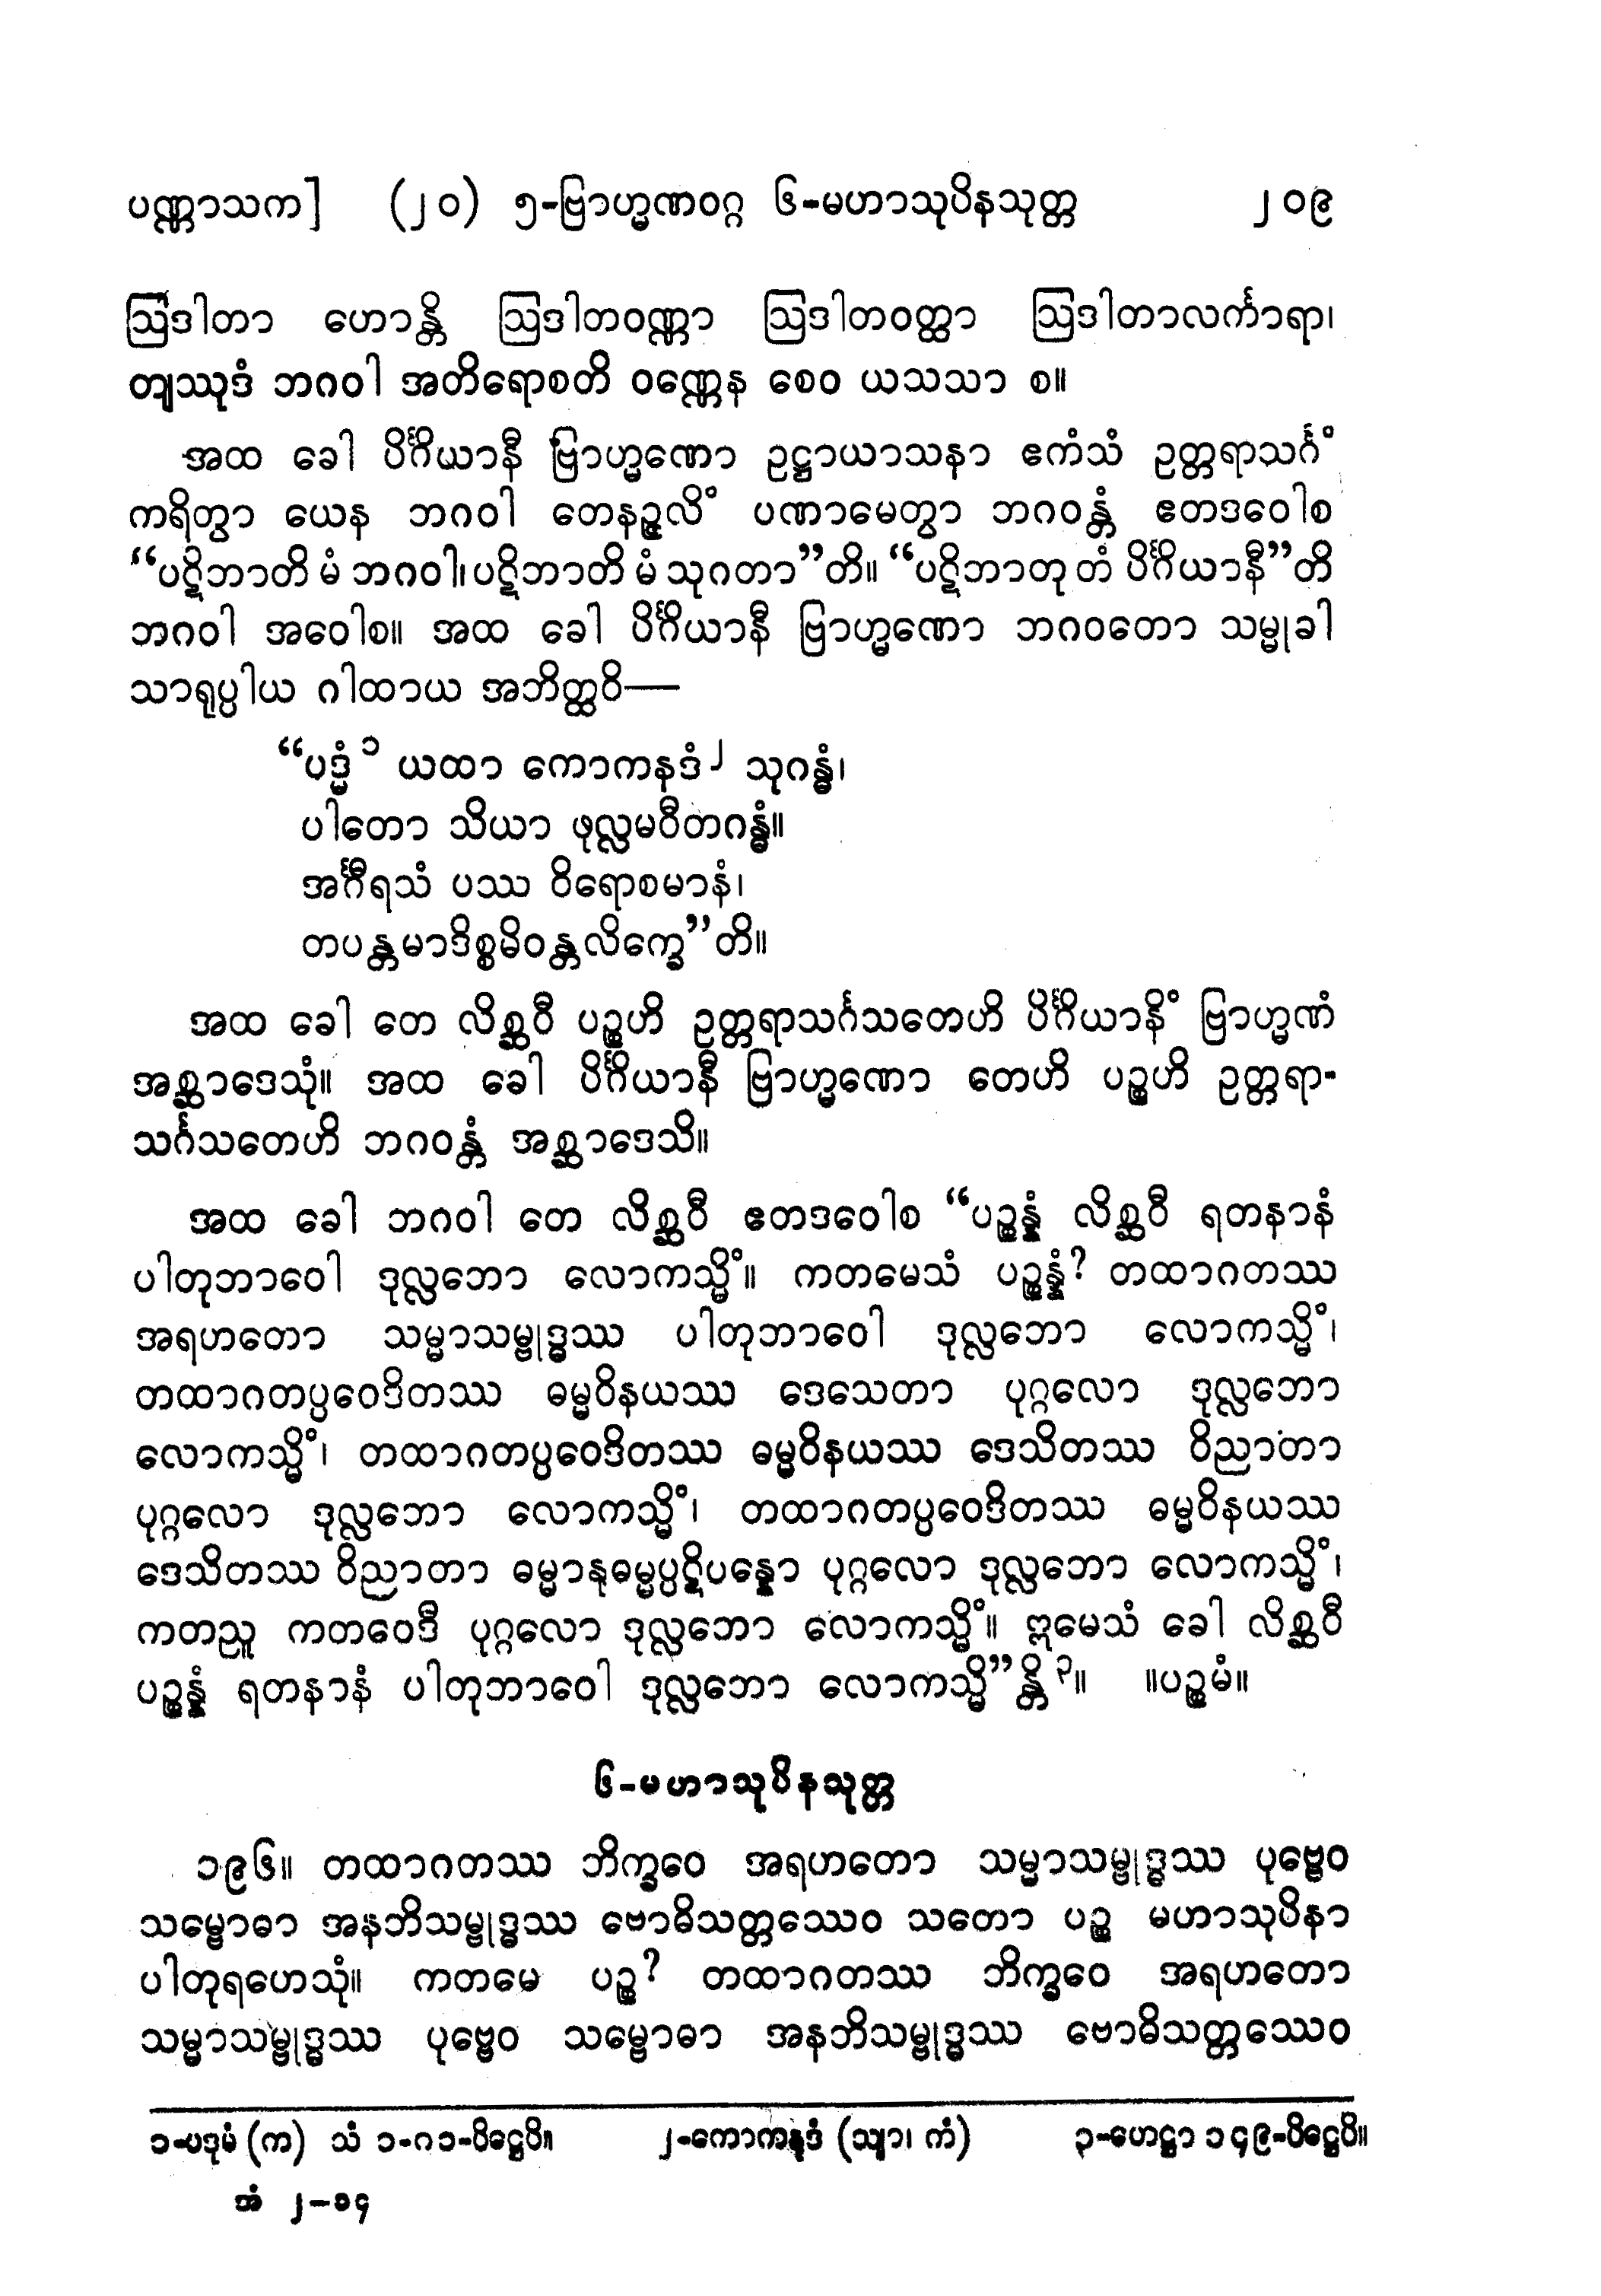 ပဏ္ဏာသက] (၂၀) ၅-ဗြာဟ္မဏဝဂ္ဂ ၆-မဟာသုပိနသုတ္တ ၂၀၉
ဩဒါတာ ဟောန္တိ ဩဒါတဝဏ္ဏာ ဩဒါတဝတ္ထာ ဩဒါတာလင်္ကာရာ၊
တျဿုဒံ ဘဂဝါ အတိရောစတိ ဝဏ္ဏေန စေဝ ယသသာ စ။
အထ ခေါ ပိင်္ဂိယာနီ ဗြာဟ္မဏော ဥဋ္ဌာယာသနာ ဧကံသံ ဥတ္တရာသင်္ဂံ
ကရိတွာ ယေန ဘဂဝါ တေနဉ္ဇလိံ ပဏာမေတွာ ဘဂဝန္တံ ဧတဒဝေါစ
“ပဋိဘာတိ မံ ဘဂဝါ၊ ပဋိဘာတိ မံ သုဂတာ”တိ။ “ပဋိဘာတု တံ ပိင်္ဂိယာနီ”တိ
ဘဂဝါ အဝေါစ။ အထ ခေါ ပိင်္ဂိယာနီ ဗြာဟ္မဏော ဘဂဝတော သမ္မုခါ
သာရုပ္ပါယ ဂါထာယ အဘိတ္ထဝိ—
“ပဒ္မံ ၁ ယထာ ကောကနဒံ ၂ သုဂန္ဓံ၊
ပါတော သိယာ ဖုလ္လမဝီတဂန္ဓံ။
အင်္ဂီရသံ ပဿ ဝိရောစမာနံ၊
တပန္တမာဒိစ္စမိဝန္တလိက္ခေ”တိ။
အထ ခေါ တေ လိစ္ဆဝီ ပဉ္စဟိ ဥတ္တရာသင်္ဂသတေဟိ ပိင်္ဂိယာနိံ ဗြာဟ္မဏံ
အစ္ဆာဒေသုံ။ အထ ခေါ ပိင်္ဂိယာနီ ဗြာဟ္မဏော တေဟိ ပဉ္စဟိ ဥတ္တရာ-
သင်္ဂသတေဟိ ဘဂဝန္တံ အစ္ဆာဒေသိ။
အထ ခေါ ဘဂဝါ တေ လိစ္ဆဝီ ဧတဒဝေါစ “ပဉ္စန္နံ လိစ္ဆဝီ ရတနာနံ
ပါတုဘာဝေါ ဒုလ္လဘော လောကသ္မိံ။ ကတမေသံ ပဉ္စန္နံ? တထာဂတဿ
အရဟတော သမ္မာသမ္ဗုဒ္ဓဿ ပါတုဘာဝေါ ဒုလ္လဘော လောကသ္မိံ၊
တထာဂတပ္ပဝေဒိတဿ ဓမ္မဝိနယဿ ဒေသေတာ ပုဂ္ဂလော ဒုလ္လဘော
လောကသ္မိံ၊ တထာဂတပ္ပဝေဒိတဿ ဓမ္မဝိနယဿ ဒေသိတဿ ဝိညာတာ
ပုဂ္ဂလော ဒုလ္လဘော လောကသ္မိံ၊ တထာဂတပ္ပဝေဒိတဿ ဓမ္မဝိနယဿ
ဒေသိတဿ ဝိညာတာ ဓမ္မာနုဓမ္မပ္ပဋိပန္နော ပုဂ္ဂလော ဒုလ္လဘော လောကသ္မိံ၊
ကတညူ ကတဝေဒီ ပုဂ္ဂလော ဒုလ္လဘော လောကသ္မိံ။ ဣမေသံ ခေါ လိစ္ဆဝီ
ပဉ္စန္နံ ရတနာနံ ပါတုဘာဝေါ ဒုလ္လဘော လောကသ္မိ”န္တိ ၃။ ။ပဉ္စမံ။
၆-မဟာသုပိနသုတ္တ
၁၉၆။ တထာဂတဿ ဘိက္ခဝေ အရဟတော သမ္မာသမ္ဗုဒ္ဓဿ ပုဗ္ဗေဝ
သမ္ဗောဓာ အနဘိသမ္ဗုဒ္ဓဿ ဗောဓိသတ္တဿေဝ သတော ပဉ္စ မဟာသုပိနာ
ပါတုရဟေသုံ။ ကတမေ ပဉ္စ? တထာဂတဿ ဘိက္ခဝေ အရဟတော
သမ္မာသမ္ဗုဒ္ဓဿ ပုဗ္ဗေဝ သမ္ဗောဓာ အနဘိသမ္ဗုဒ္ဓဿ ဗောဓိသတ္တဿေဝ
၁-ပဒုမံ (က) သံ ၁-ဂ၁-ပိဋ္ဌေပိ။ ၂-ကောကနုဒံ (သျာ၊ ကံ) ၃-ဟေဋ္ဌာ ၁၄၉-ပိဋ္ဌေပိ။
အံ ၂-၁၄